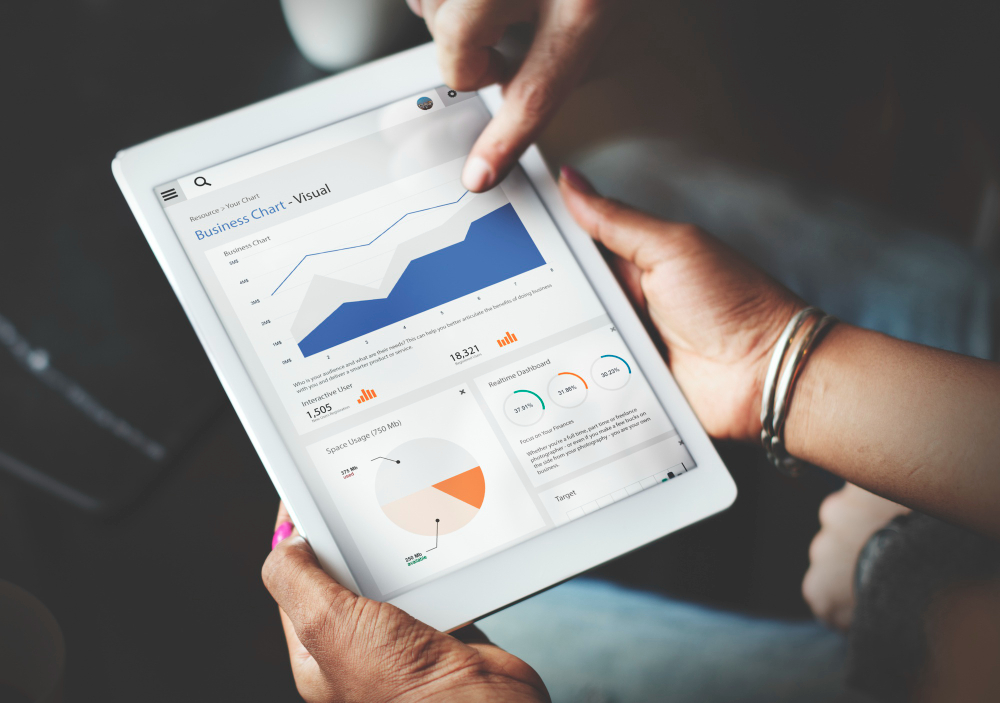 Resource > Your Chart
Business Chart - Visual
Business Chart
5M$
4M$
3M$
2M$
1M$
0M$
2
3
4
5
6
7
8
Who is your audience and what are their needs? This can help you better articulate the benefits of doing business
with you and deliver a smarter product or service.
Interactive User
1,505
18,321
Space Usage (750 Mb)
375 Mb
used
250 Mb
available
Realtime Dashboard
37.91%
31.86%
30.23%
Focus on Your Finances
Whether you're a full time, part time or freelance
photographer - or even if you make a few bucks on
the side from your photography - you are your own
business.
Target